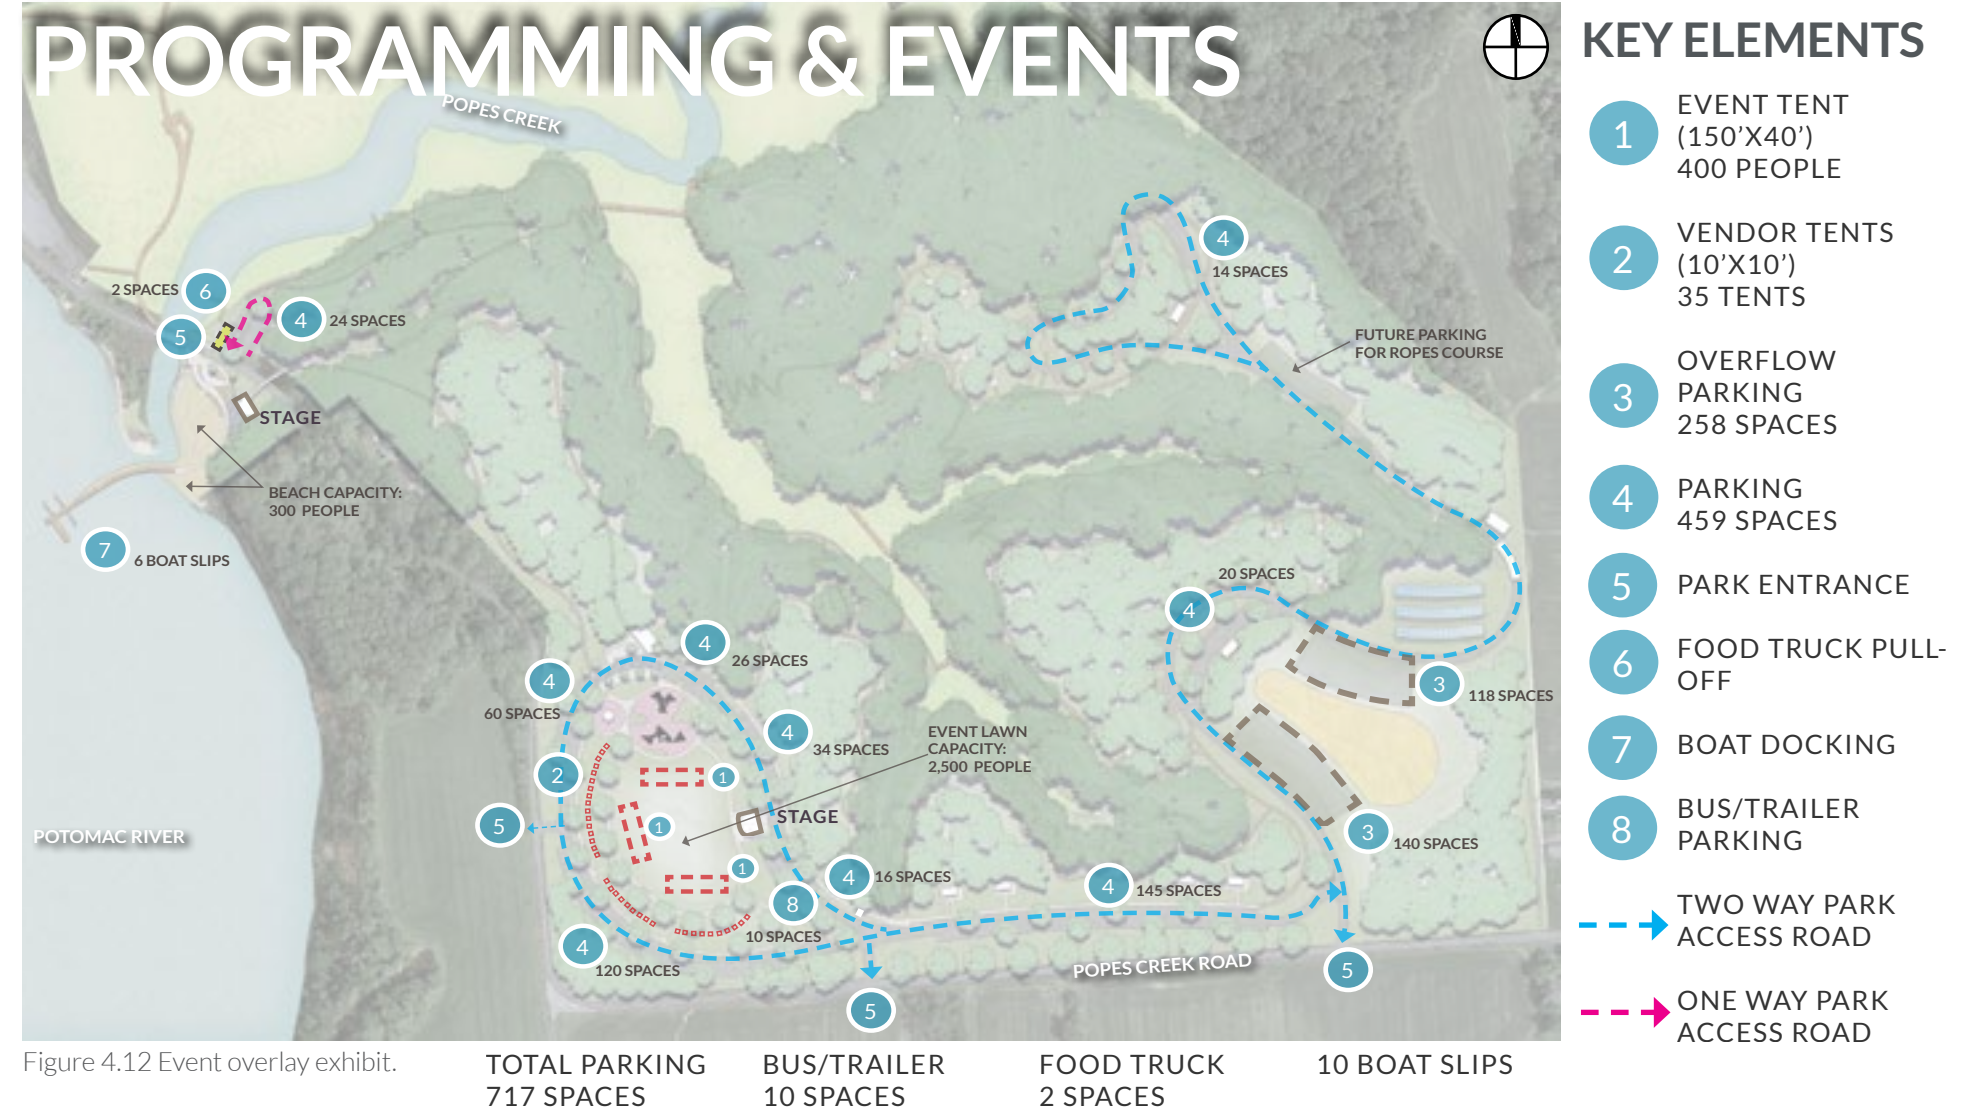 PROGRAMMING & EVENTS
POPES CREEK
4
14 SPACES
2 SPACES
6
5
4
24 SPACES
FUTURE PARKING
FOR ROPES COURSE
STAGE
BEACH CAPACITY:
300 PEOPLE
7
6 BOAT SLIPS
20 SPACES
4
4
26 SPACES
4
60 SPACES
3
118 SPACES
4
34 SPACES
EVENT LAWN
CAPACITY:
2,500 PEOPLE
2
1
5
1
STAGE
3
140 SPACES
POTOMAC RIVER
1
4
16 SPACES
4
145 SPACES
8
10 SPACES
4
120 SPACES
POPES CREEK ROAD
5
5
KEY ELEMENTS
1
EVENT TENT
(150’X40’)
400 PEOPLE
2
VENDOR TENTS
(10’X10’)
35 TENTS
3
OVERFLOW
PARKING
258 SPACES
4
PARKING
459 SPACES
5
PARK ENTRANCE
6
FOOD TRUCK PULL-
OFF
7
BOAT DOCKING
8
BUS/TRAILER
PARKING
TWO WAY PARK
ACCESS ROAD
ONE WAY PARK
ACCESS ROAD
Figure 4.12 Event overlay exhibit.
TOTAL PARKING
717 SPACES
BUS/TRAILER
10 SPACES
FOOD TRUCK
2 SPACES
10 BOAT SLIPS